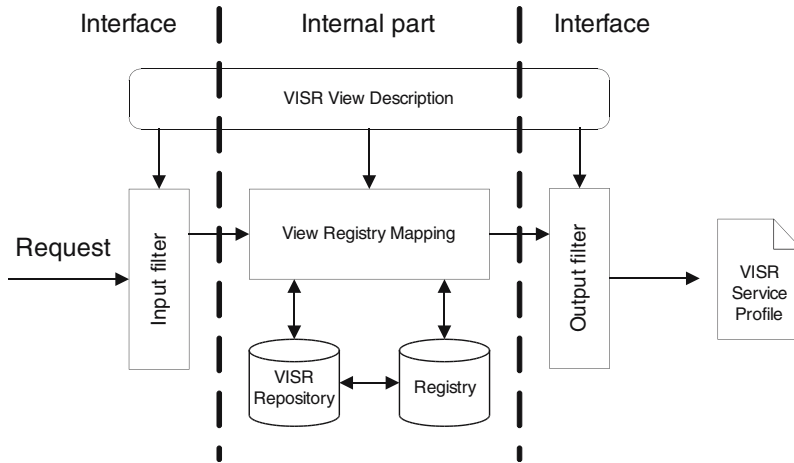 Interface
Internal part
Interface
VISR View Description
Request
Input filter
View Registry Mapping
Output filter
VISR
Service
Profile
VISR
Repository
Registry